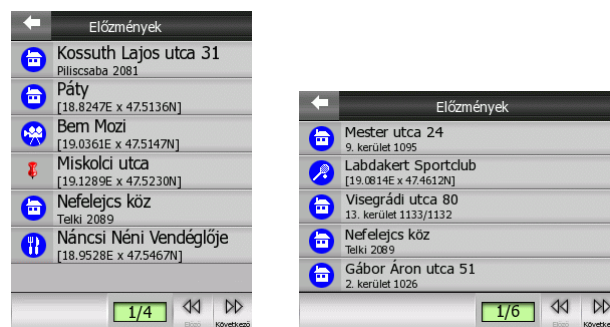 Előzmények
Kossuth Lajos utca 31
Piliscsaba 2081
Páty
[18.8247E x 47.5136N]
Bem Mozi
[19.0361E x 47.5147N]
Miskolci utca
[19.1289E x 47.5230N]
Nefelejcs köz
Telki 2089
Náncsi Néni Vendéglője
[18.9528E x 47.5467N]
1/4
Előző
Következő
Előzmények
Mester utca 24
9. kerület 1095
Labdakert Sportclub
[19.0814E x 47.4612N]
Visegrádi utca 80
13. kerület 1133/1132
Nefelejcs köz
Telki 2089
Gábor Áron utca 51
2. kerület 1026
1/6
Előző
Következő